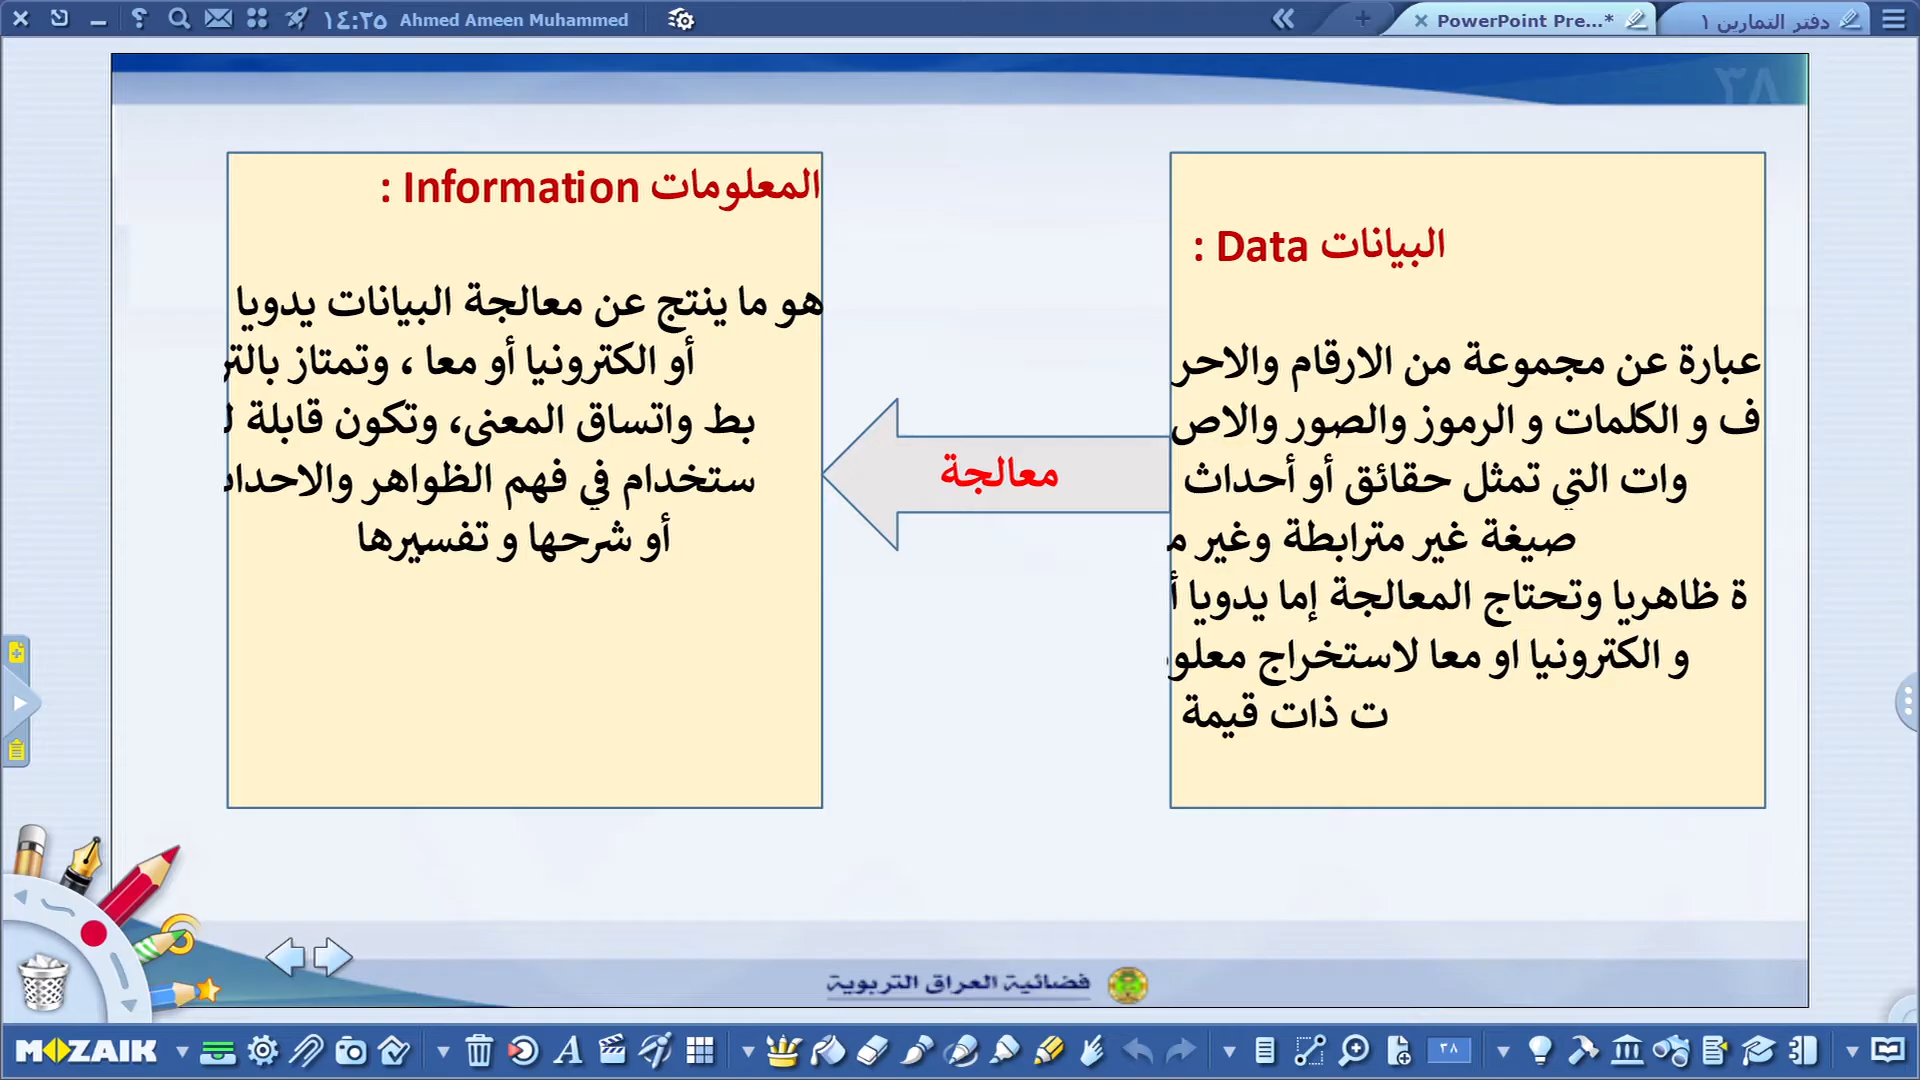 ١٤:٢٥ Ahmed Ameen Muhammed
PowerPoint Pre...*
دفتر التمارين ١
٣٨
البيانات Data :
عبارة عن مجموعة من الارقام والاحر
ف و الكلمات و الرموز والصور والاص
وات التي تمثل حقائق أو أحداث
صيغة غير مترابطة وغير م
ة ظاهريا وتحتاج المعالجة إما يدويا أ
و الكترونيا او معا لاستخراج معلو
ت ذات قيمة
معالجة
المعلومات Information :
هو ما ينتج عن معالجة البيانات يدويا
أو الكترونيا أو معا ، وتمتاز بالتر
بط واتساق المعنى، وتكون قابلة ل
ستخدام في فهم الظواهر والاحدا
أو شرحها و تفسيرها
فضائية العراق التربوية
MOZAIK
٣٨